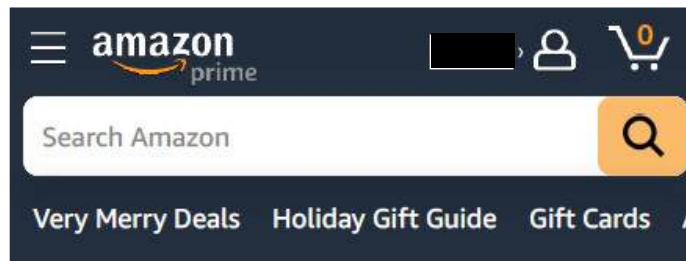 amazon
prime
› 0
Search Amazon
Very Merry Deals Holiday Gift Guide Gift Cards